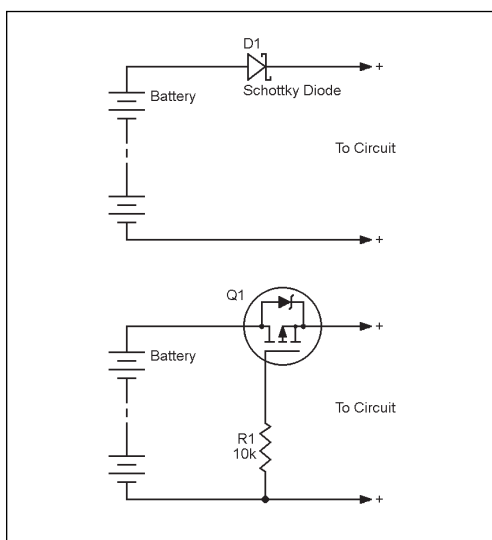 D1
+
Battery
Schottky Diode
To Circuit
+
Q1
+
Battery
To Circuit
R1
10k
+